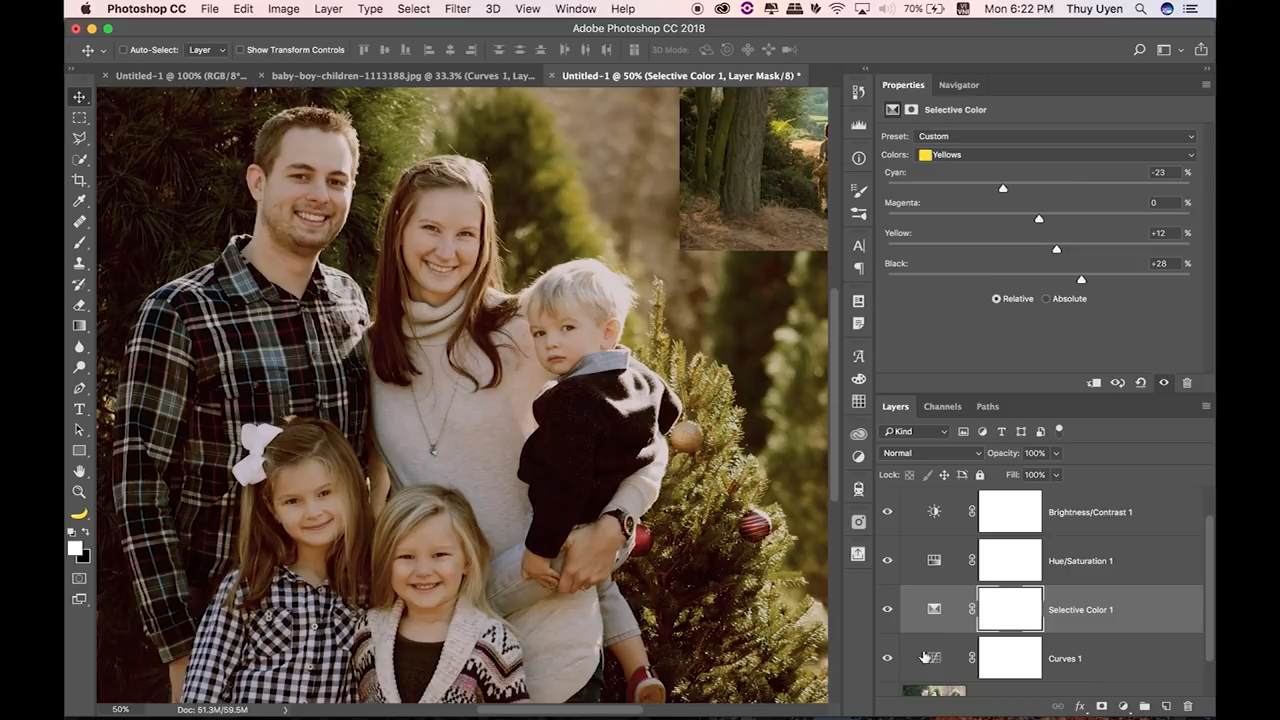 Photoshop CC File Edit Image Layer Type Select Filter 3D View Window Help 70% Mon 6:22 PM Thuy Uyen
Adobe Photoshop CC 2018
Auto-Select: Layer Show Transform Controls 3D Mode:
Untitled-1 @ 100% (RGB/8*... baby-boy-children-1113188.jpg @ 33.3% (Curves 1, Lay... Untitled-1 @ 50% (Selective Color 1, Layer Mask/8) *
Properties Navigator
Selective Color
Preset: Custom
Colors: Yellows
Cyan: -23 %
Magenta: 0 %
Yellow: +12 %
Black: +28 %
Relative Absolute
Layers Channels Paths
Kind
Normal Opacity: 100%
Lock: Fill: 100%
Brightness/Contrast 1
Hue/Saturation 1
Selective Color 1
Curves 1
50% Doc: 51.3M/59.5M